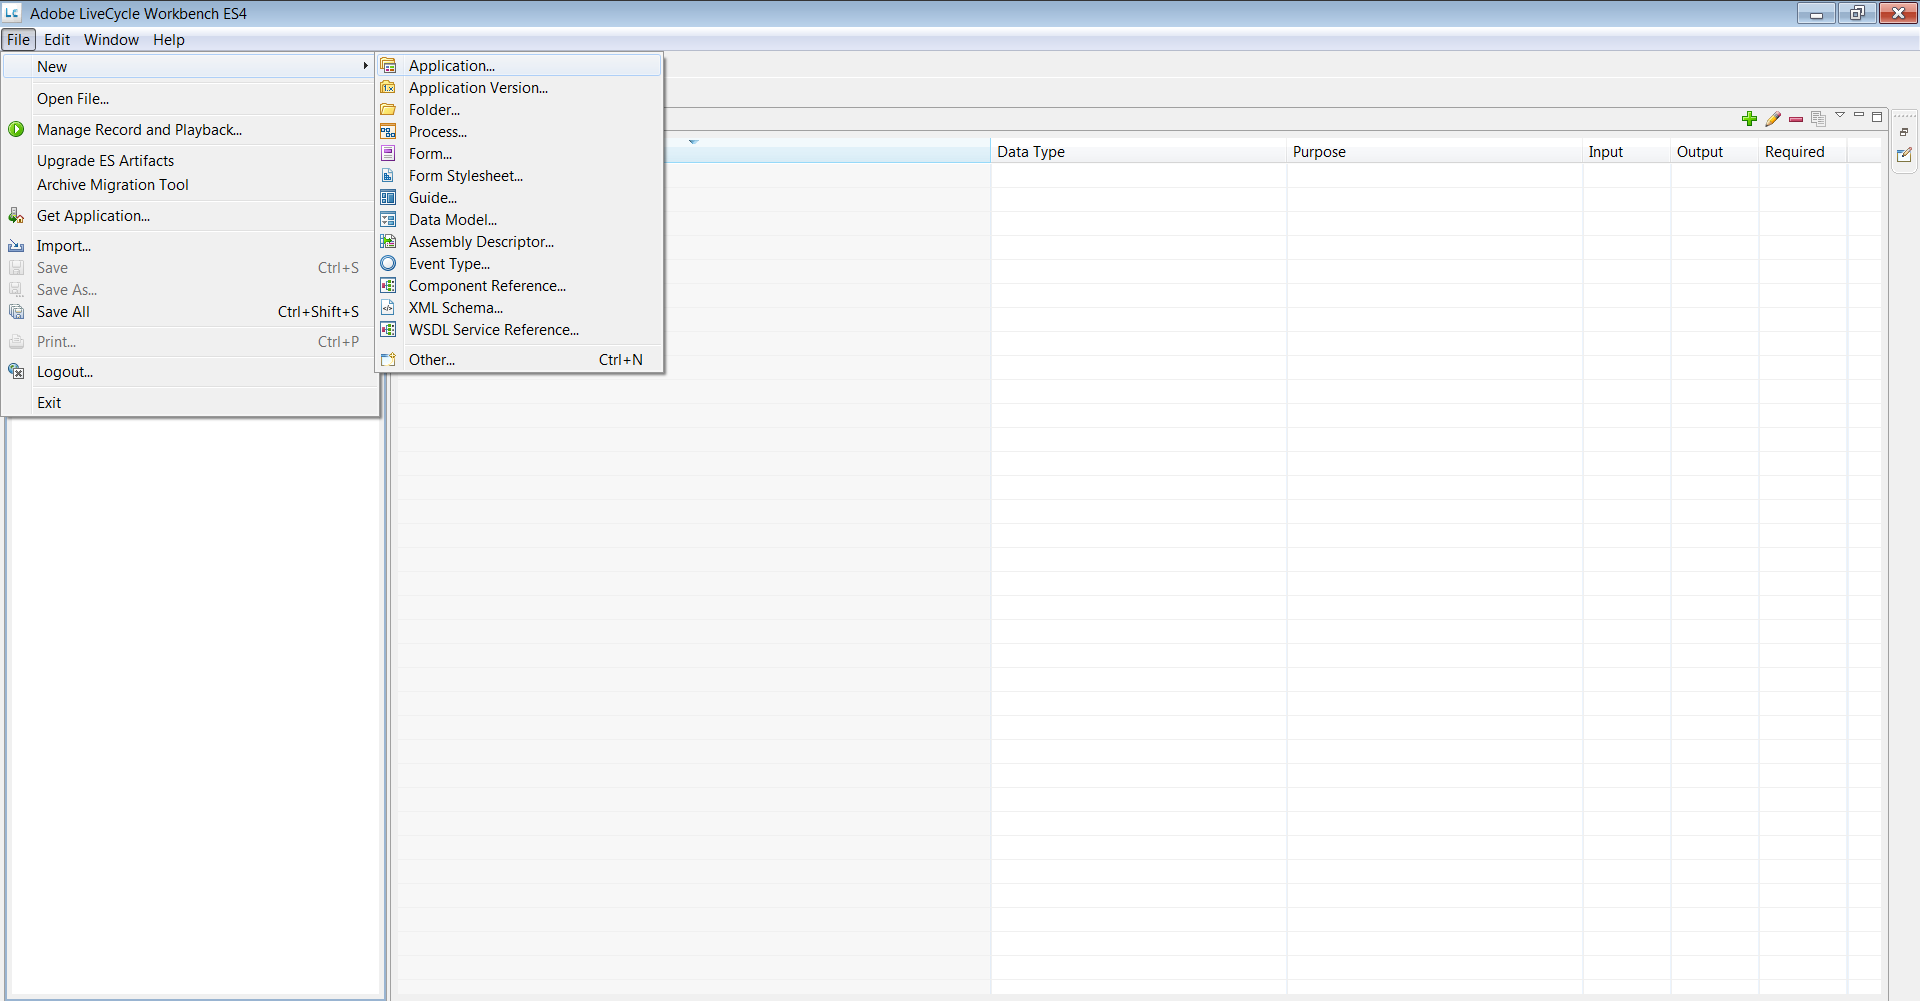 Lc Adobe LiveCycle Workbench ES4
File Edit Window Help
New
Open File...
Manage Record and Playback...
Upgrade ES Artifacts
Archive Migration Tool
Get Application...
Import...
Save Ctrl+S
Save As...
Save All Ctrl+Shift+S
Print... Ctrl+P
Logout...
Exit
Application...
Application Version...
Folder...
Process...
Form...
Form Stylesheet...
Guide...
Data Model...
Assembly Descriptor...
Event Type...
Component Reference...
XML Schema...
WSDL Service Reference...
Other... Ctrl+N
Data Type Purpose Input Output Required